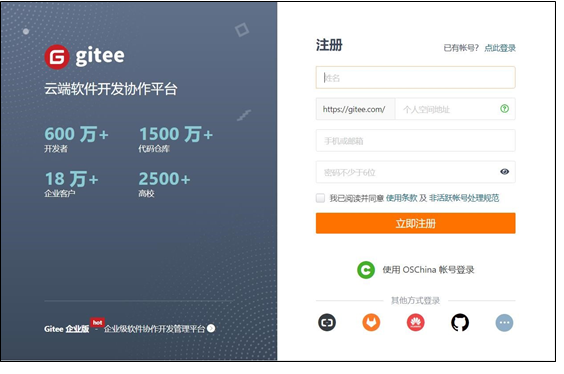 gitee
云端软件开发协作平台
600 万+
开发者
1500 万+
代码仓库
18 万+
企业客户
2500+
高校
Gitee 企业版 hot - 企业级软件协作开发管理平台
注册
已有帐号? 点此登录
姓名
https://gitee.com/ 个人空间地址
手机或邮箱
密码不少于6位
我已阅读并同意 使用条款 及 非活跃帐号处理规范
立即注册
使用 OSChina 帐号登录
其他方式登录